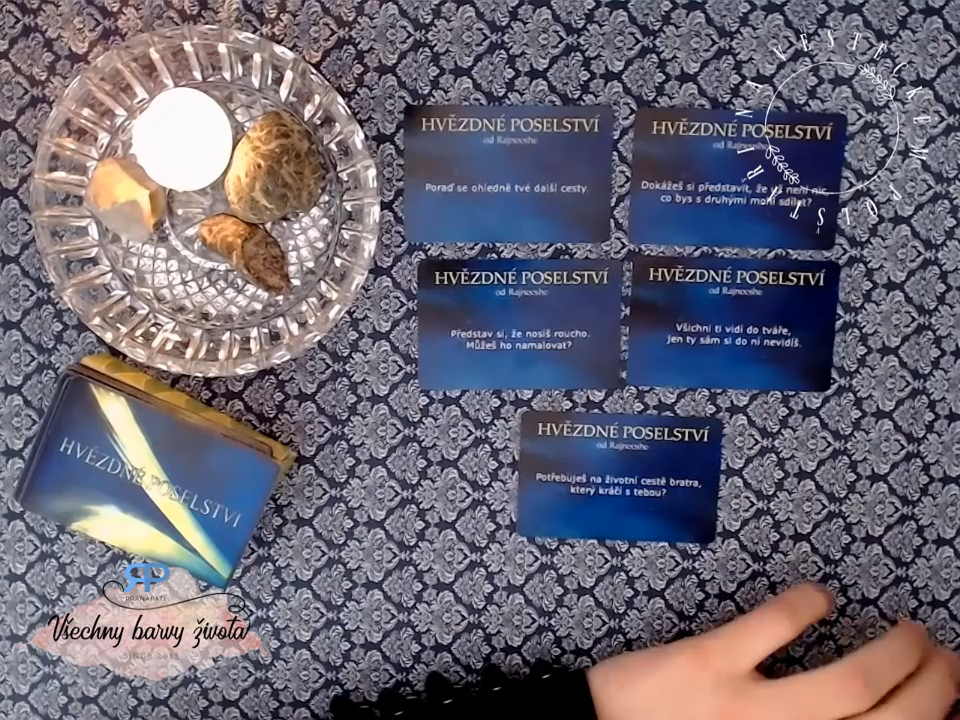 HVĚZDNÉ POSELSTVÍ
od Rajneeshe
Poraď se ohledně tvé další cesty.
HVĚZDNÉ POSELSTVÍ
od Rajneeshe
Dokážeš si představit, že už není nic,
co bys s druhými mohl sdílet?
HVĚZDNÉ POSELSTVÍ
od Rajneeshe
Představ si, že nosíš roucho.
Můžeš ho namalovat?
HVĚZDNÉ POSELSTVÍ
od Rajneeshe
Všichni ti vidí do tváře,
jen ty sám si do ní nevidíš.
HVĚZDNÉ POSELSTVÍ
od Rajneeshe
Potřebuješ na životní cestě bratra,
který kráčí s tebou?
HVĚZDNÉ POSELSTVÍ
RP
PRANAPATI
Všechny barvy života